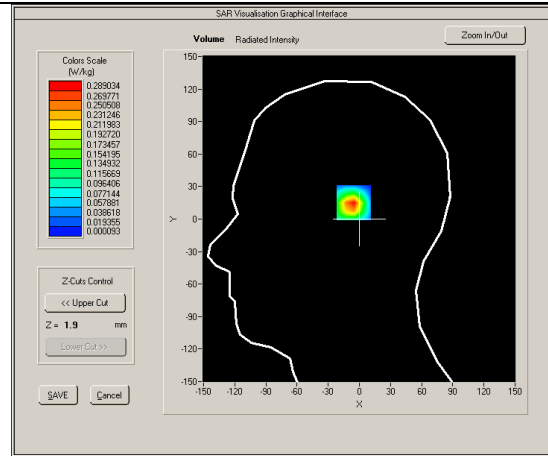 SAR Visualisation Graphical Interface
Volume Radiated Intensity
Zoom In/Out
Colors Scale
(W/kg)
0.289034
0.269771
0.250508
0.231246
0.211983
0.192720
0.173457
0.154195
0.134932
0.115669
0.096406
0.077144
0.057881
0.038618
0.019355
0.000093
Z-Cuts Control
<< Upper Cut
Z = 1.9 mm
Lower Cut >>
SAVE Cancel
150
120
90
60
30
0
-30
-60
-90
-120
-150
Y
-150 -120 -90 -60 -30 0 30 60 90 120 150
X